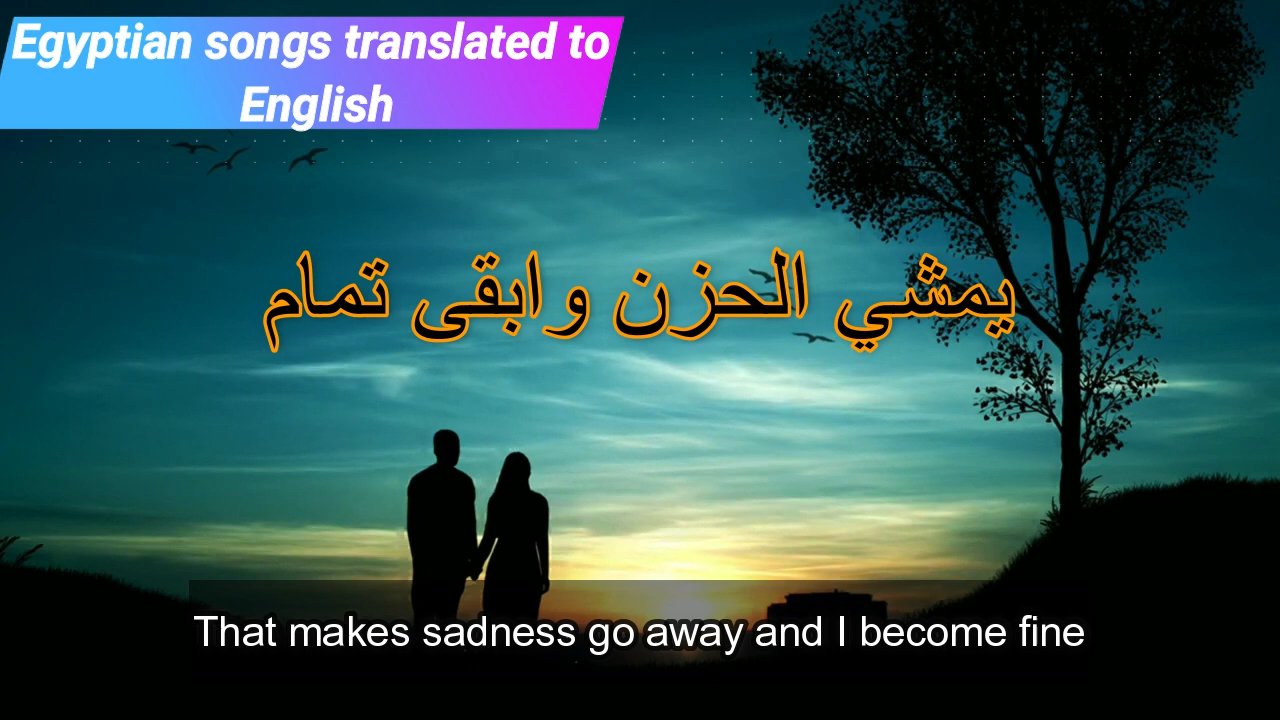 Egyptian songs translated to
English
يمشي الحزن وابقى تمام
That makes sadness go away and I become fine